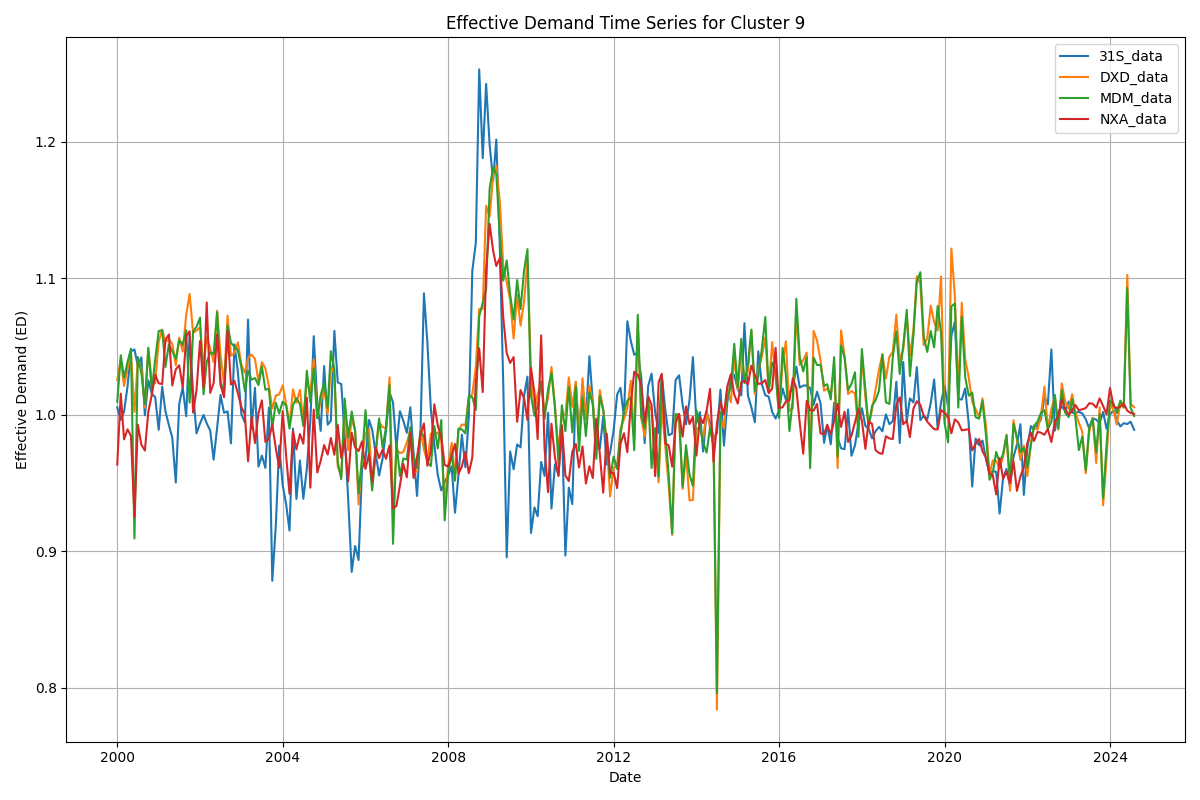 Effective Demand Time Series for Cluster 9
31S_data
DXD_data
MDM_data
NXA_data
Effective Demand (ED)
1.2
1.1
1.0
0.9
0.8
2000 2004 2008 2012 2016 2020 2024
Date